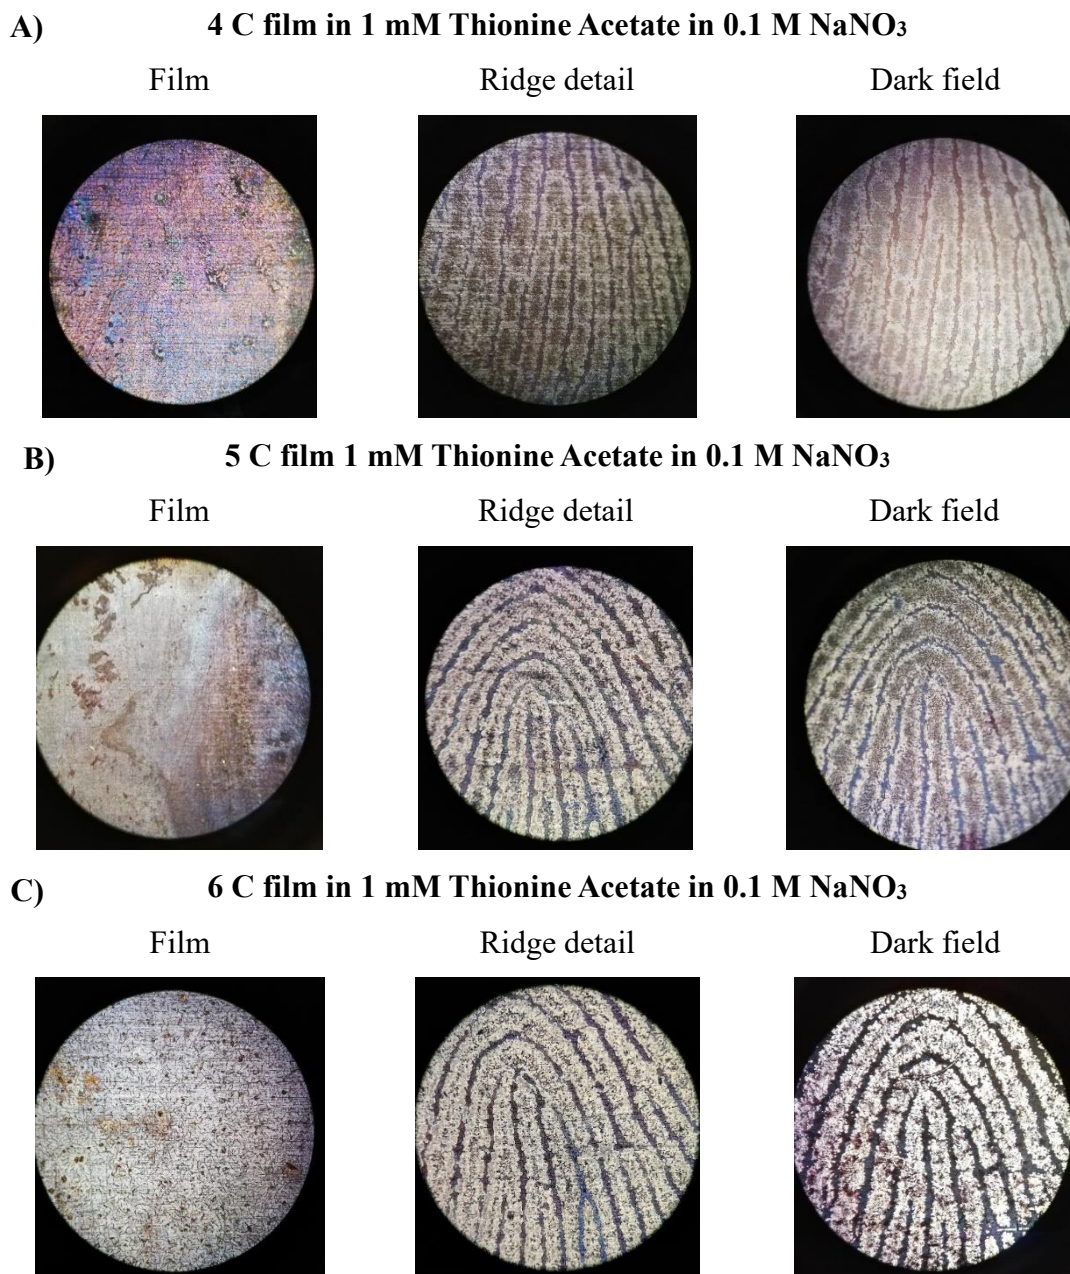 A) 4 C film in 1 mM Thionine Acetate in 0.1 M NaNO₃
Film Ridge detail Dark field
B) 5 C film 1 mM Thionine Acetate in 0.1 M NaNO₃
Film Ridge detail Dark field
C) 6 C film in 1 mM Thionine Acetate in 0.1 M NaNO₃
Film Ridge detail Dark field